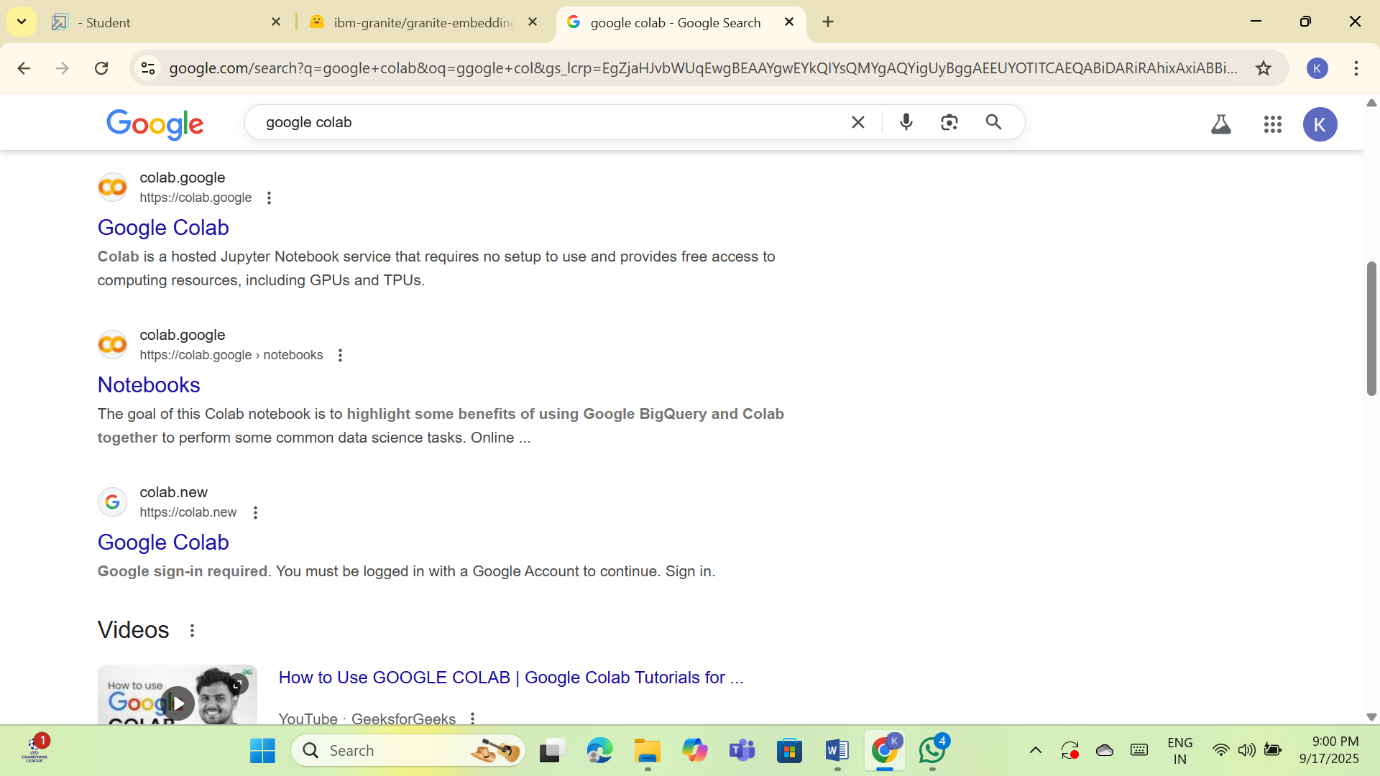 - Student
ibm-granite/granite-embedding
google colab - Google Search
google.com/search?q=google+colab&oq=ggogle+col&gs_lcrp=EgZjaHJvbWUqEwgBEAAYgwEYkQIYsQMYgAQYigUyBggAEEUYOTITCAEQABiDARiRAhixAxiABBi...
K
Google
google colab
K
colab.google
https://colab.google
Google Colab
Colab is a hosted Jupyter Notebook service that requires no setup to use and provides free access to
computing resources, including GPUs and TPUs.
colab.google
https://colab.google › notebooks
Notebooks
The goal of this Colab notebook is to highlight some benefits of using Google BigQuery and Colab
together to perform some common data science tasks. Online ...
colab.new
https://colab.new
Google Colab
Google sign-in required. You must be logged in with a Google Account to continue. Sign in.
Videos
How to use
Google
COLAB
How to Use GOOGLE COLAB | Google Colab Tutorials for ...
YouTube · GeeksforGeeks
1
CHAMPIONS
LEAGUE
Search
K
4
ENG
IN
9:00 PM
9/17/2025